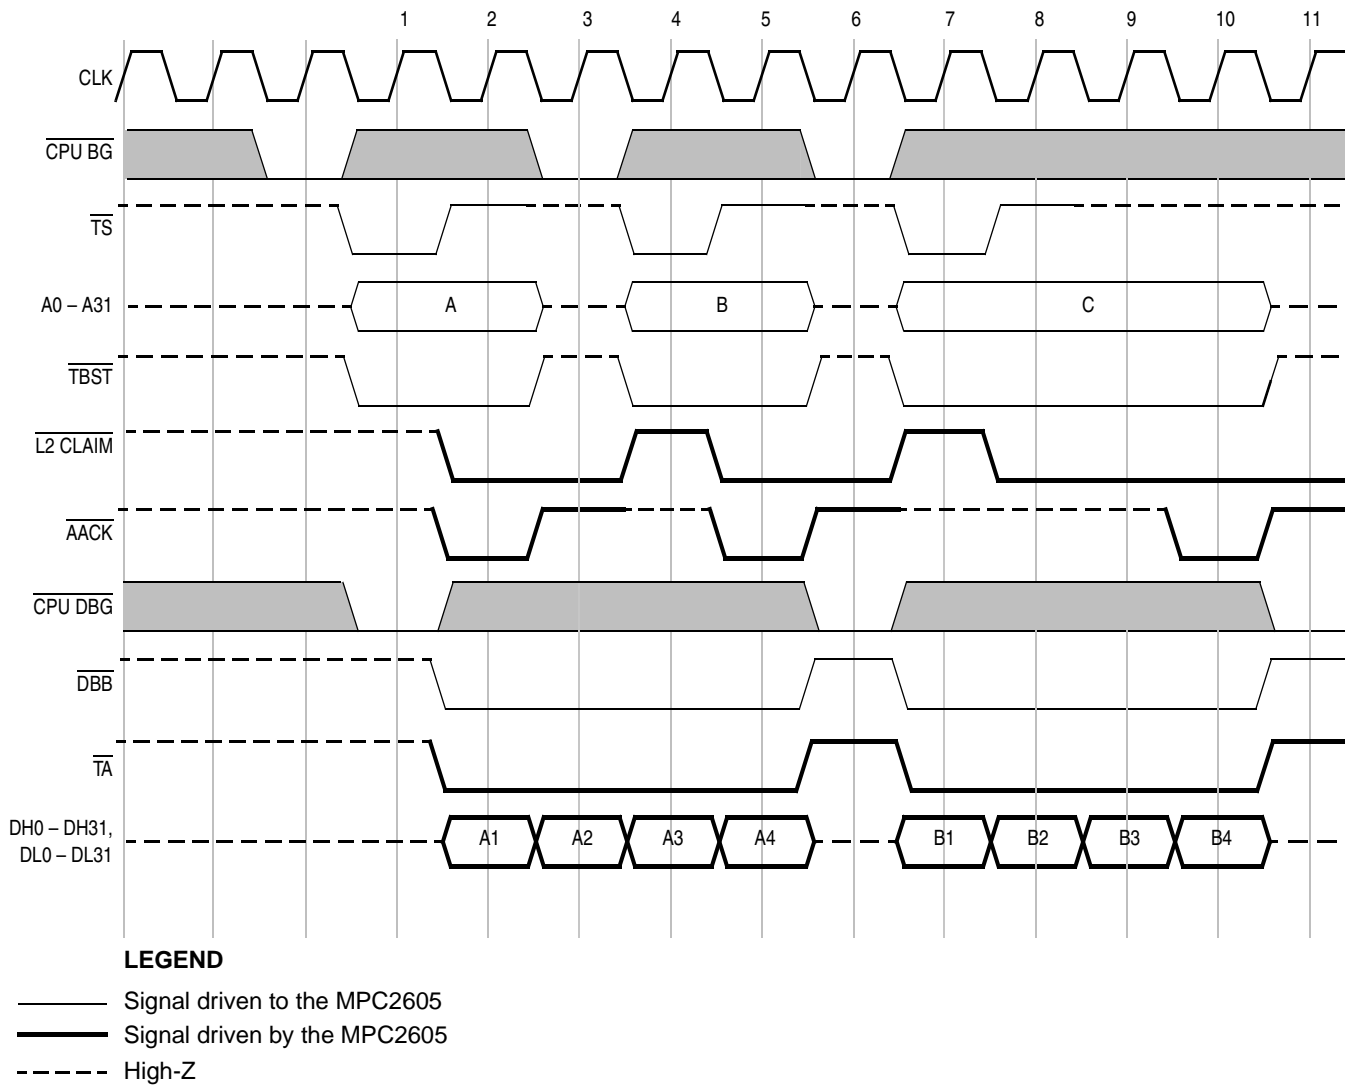 1 2 3 4 5 6 7 8 9 10 11
CLK
CPU BG
TS
A0 – A31 A B C
TBST
L2 CLAIM
AACK
CPU DBG
DBB
TA
DH0 – DH31,
DL0 – DL31
A1 A2 A3 A4 B1 B2 B3 B4
LEGEND
Signal driven to the MPC2605
Signal driven by the MPC2605
High-Z